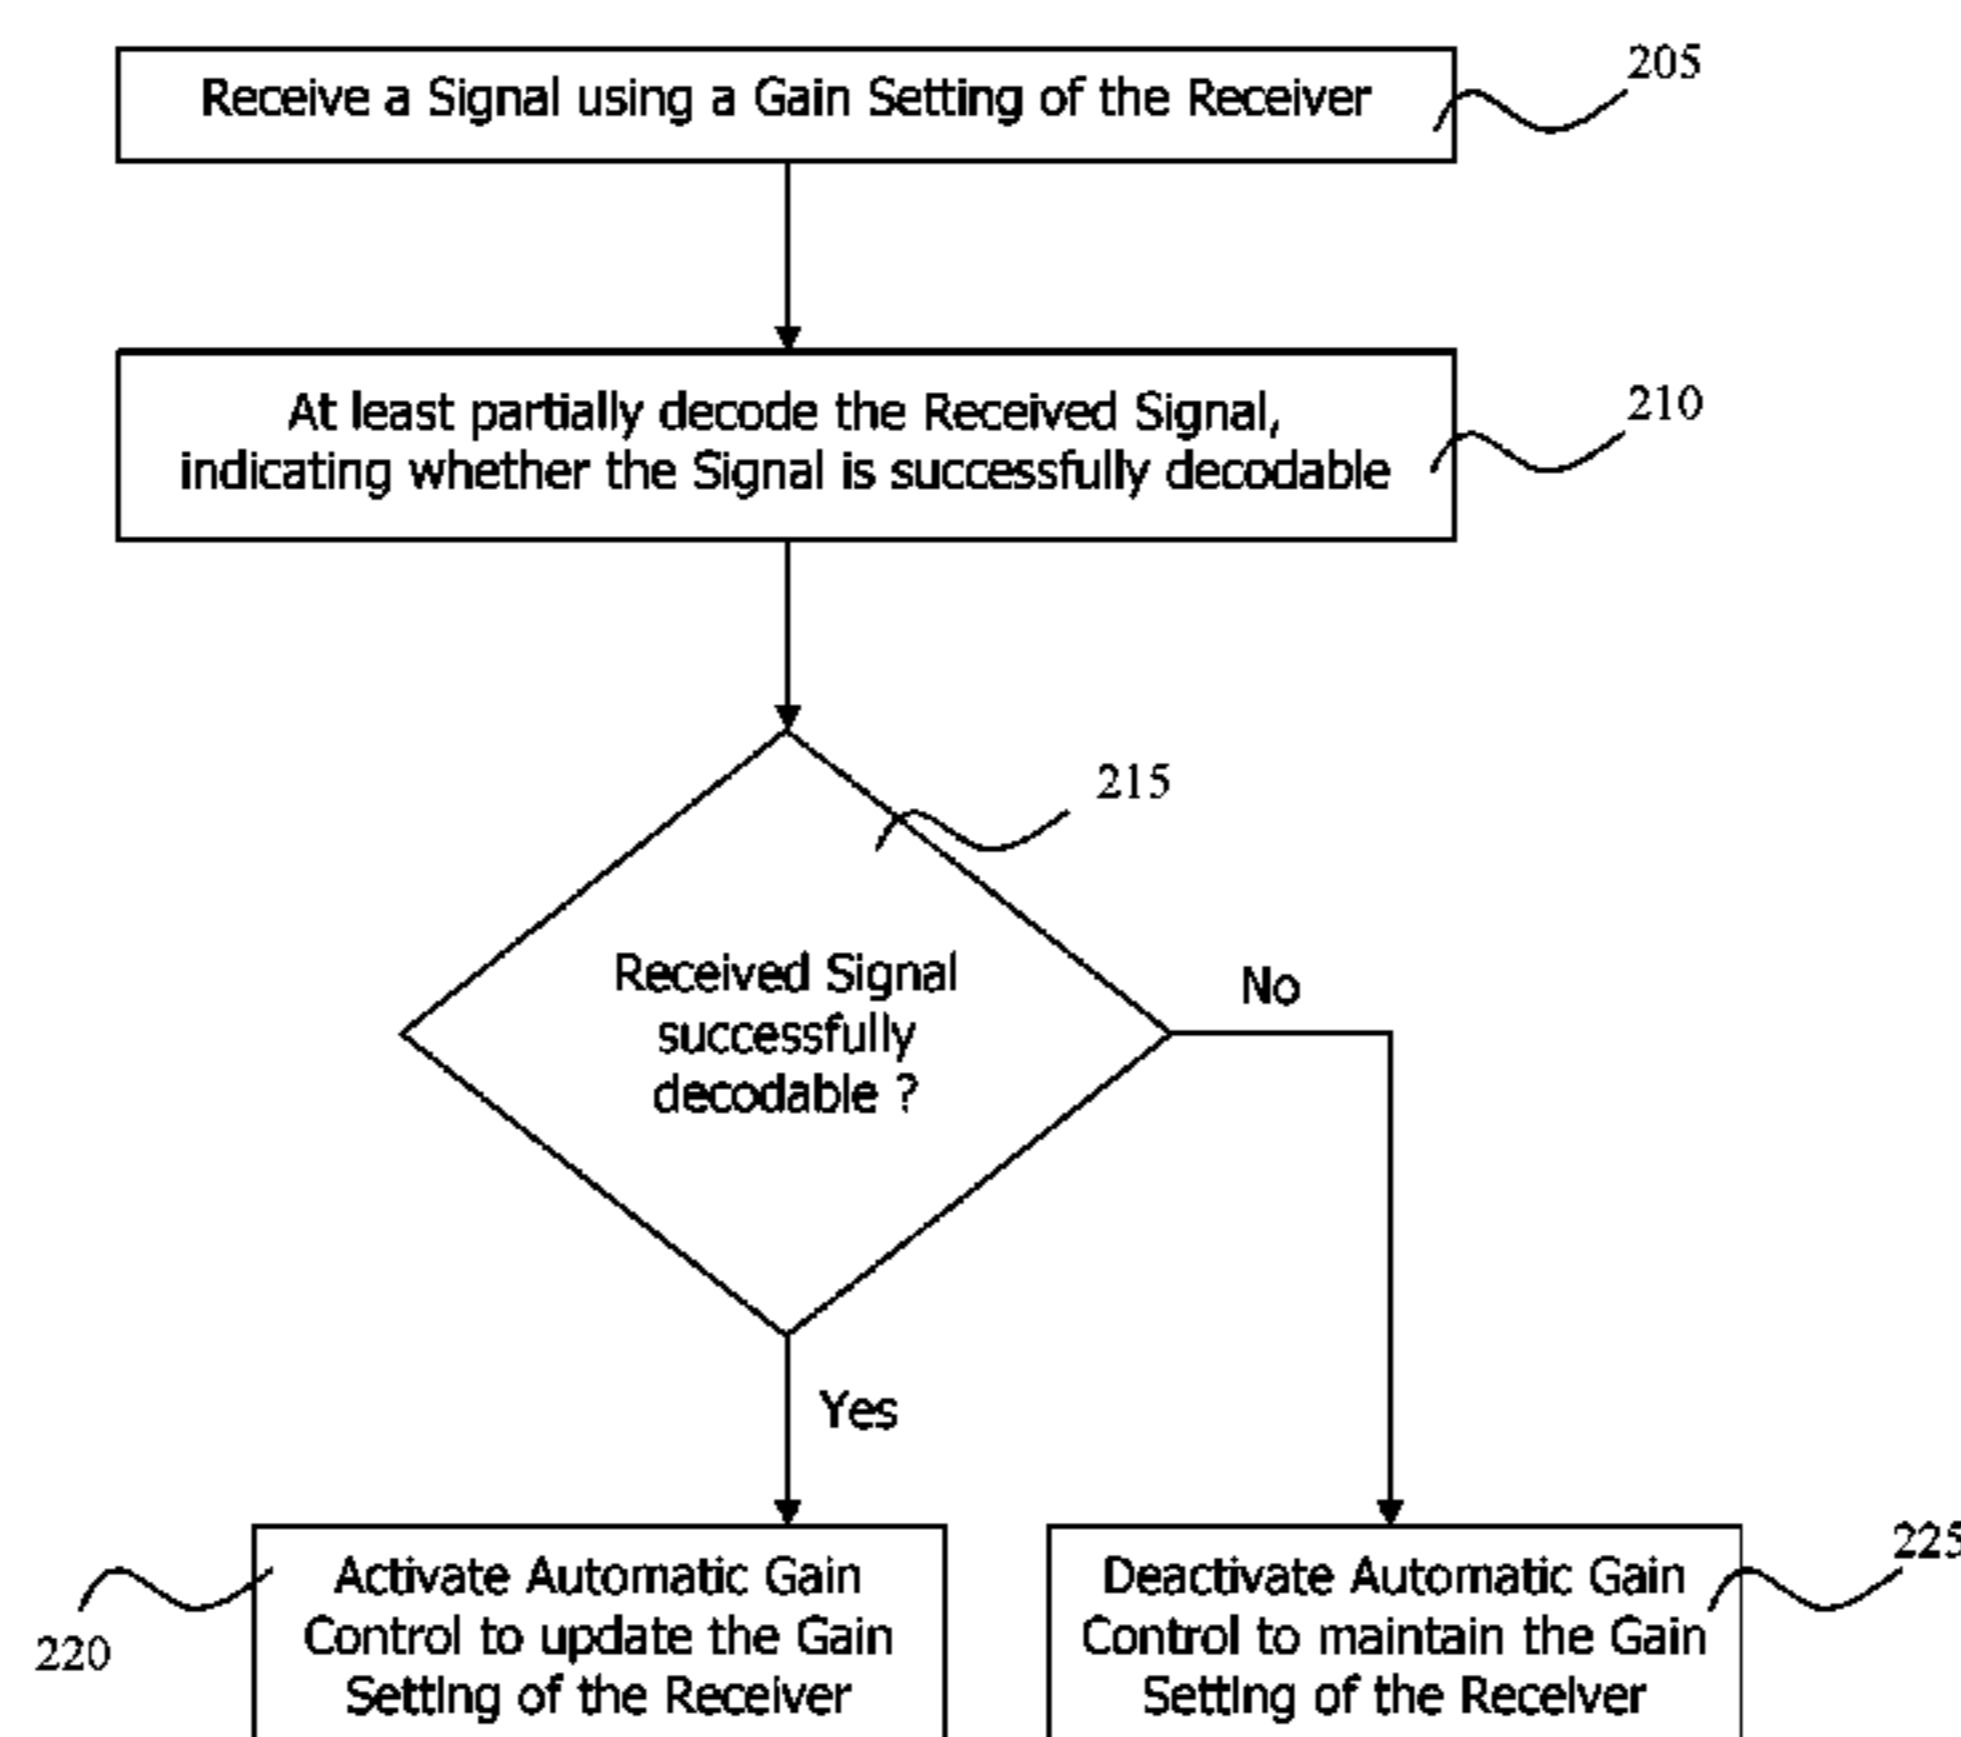 Receive a Signal using a Gain Setting of the Receiver
205
At least partially decode the Received Signal,
indicating whether the Signal is successfully decodable
210
215
Received Signal
successfully
decodable ?
No
Yes
Activate Automatic Gain
Control to update the Gain
Setting of the Receiver
220
Deactivate Automatic Gain
Control to maintain the Gain
Setting of the Receiver
225